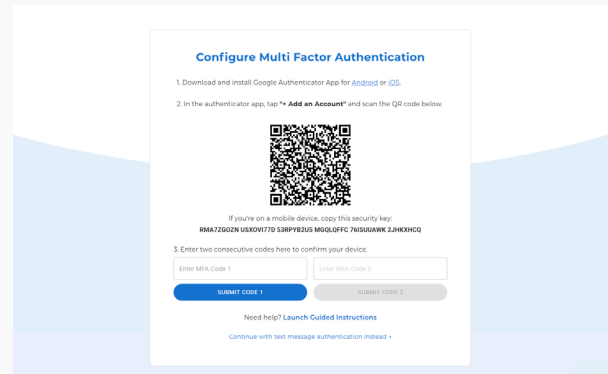 Configure Multi Factor Authentication
1. Download and install Google Authenticator App for Android or iOS.
2. In the authenticator app, tap "+ Add an Account" and scan the QR code below.
If you're on a mobile device, copy this security key:
RMA7ZGOZN USXOVI77D 53RPYB2U5 MGQLQFFC 76ISUUAWK 2JHKXHCQ
3. Enter two consecutive codes here to confirm your device.
Enter MFA Code 1 Enter MFA Code 2
SUBMIT CODE 1 SUBMIT CODE 2
Need help? Launch Guided Instructions
Continue with text message authentication instead »